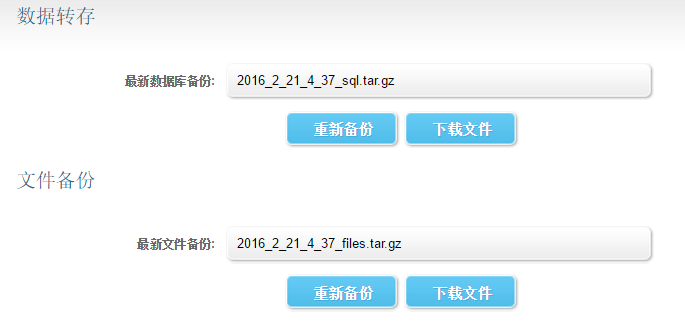 数据转存
最新数据库备份: 2016_2_21_4_37_sql.tar.gz
重新备份 下载文件
文件备份
最新文件备份: 2016_2_21_4_37_files.tar.gz
重新备份 下载文件